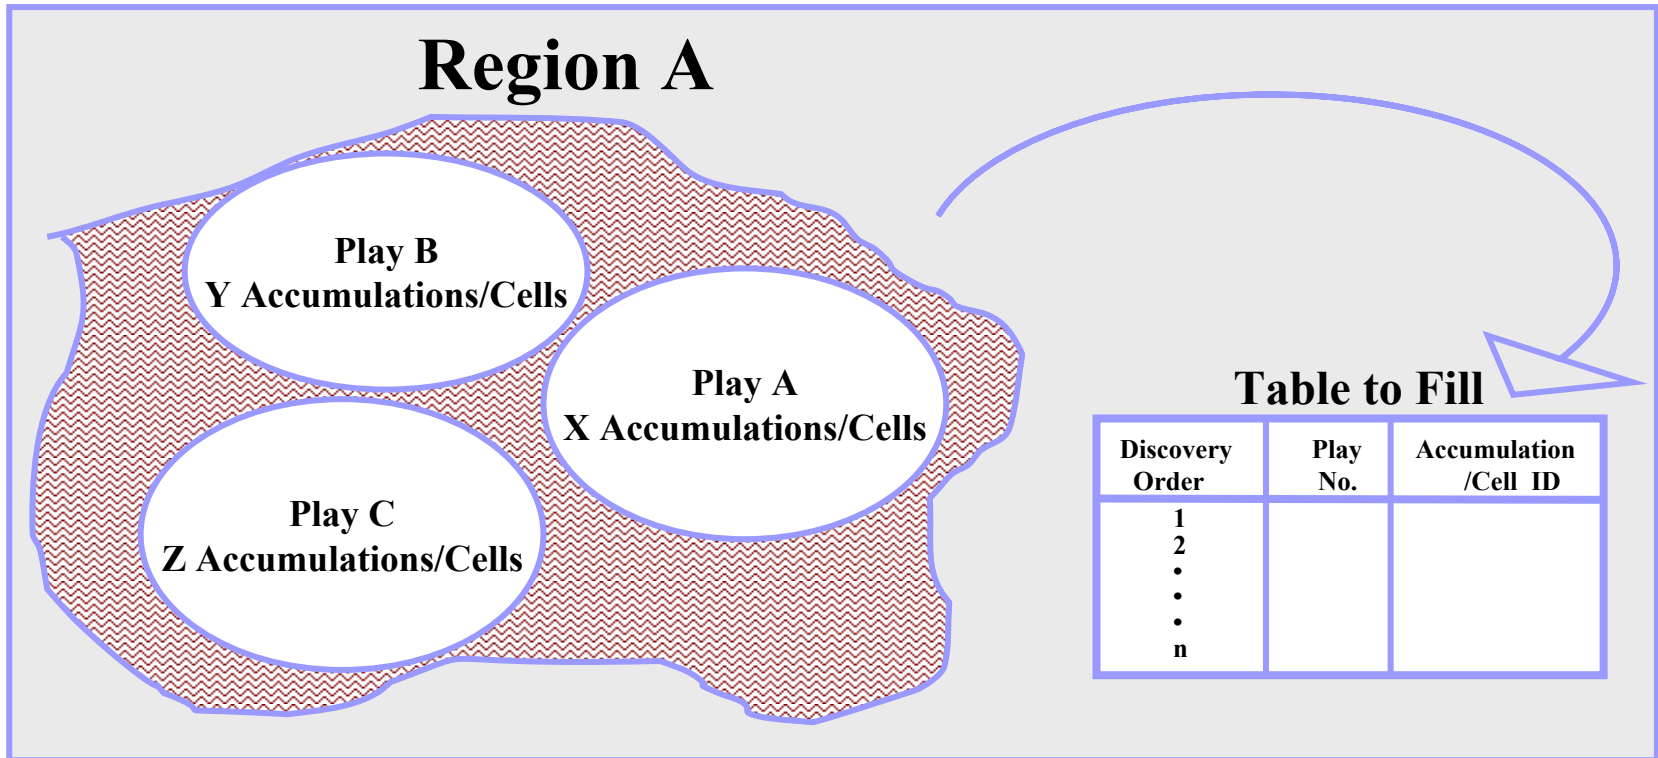 Region A
Play B
Y Accumulations/Cells
Play A
X Accumulations/Cells
Play C
Z Accumulations/Cells
Table to Fill
Discovery Order
Play No.
Accumulation /Cell ID
1
2
•
•
•
n